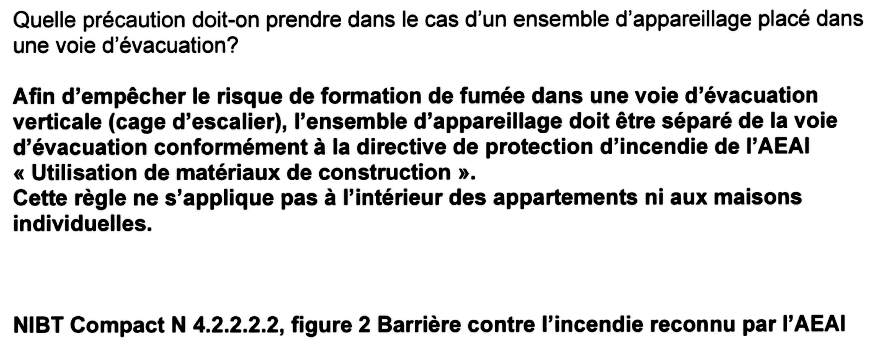 Quelle précaution doit-on prendre dans le cas d'un ensemble d'appareillage placé dans
une voie d'évacuation?
Afin d'empêcher le risque de formation de fumée dans une voie d'évacuation
verticale (cage d'escalier), l'ensemble d'appareillage doit être séparé de la voie
d'évacuation conformément à la directive de protection d'incendie de l'AEAI
« Utilisation de matériaux de construction ».
Cette règle ne s'applique pas à l'intérieur des appartements ni aux maisons
individuelles.
NIBT Compact N 4.2.2.2.2, figure 2 Barrière contre l'incendie reconnu par l'AEAI